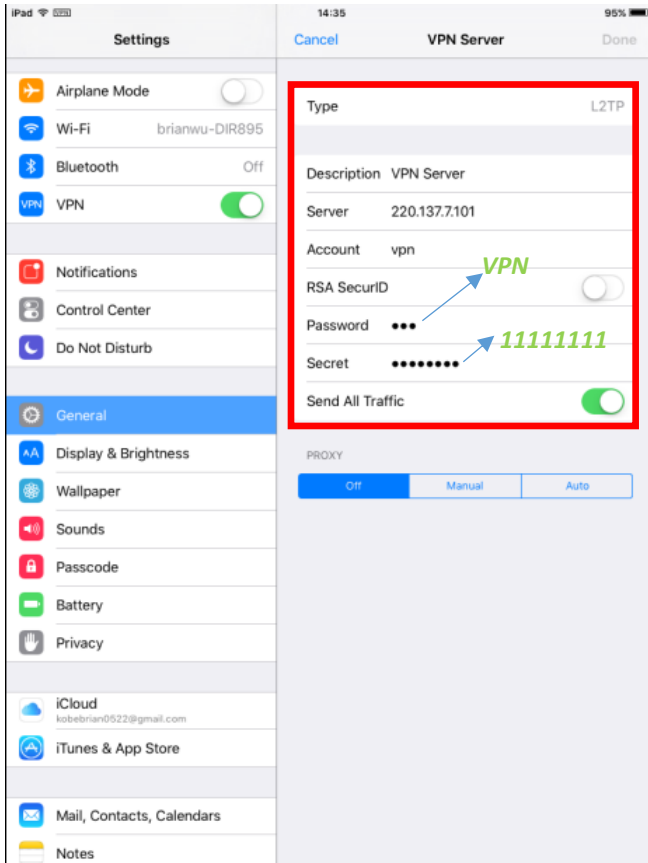 iPad VPN 14:35 95%
Settings
Cancel VPN Server Done
Airplane Mode
Wi-Fi brianwu-DIR895
Bluetooth Off
VPN VPN
Notifications
Control Center
Do Not Disturb
General
AA Display & Brightness
Wallpaper
Sounds
Passcode
Battery
Privacy
iCloud
kobebrian0522@gmail.com
iTunes & App Store
Mail, Contacts, Calendars
Notes
Type L2TP
Description VPN Server
Server 220.137.7.101
Account vpn
VPN
RSA SecurID
Password •••
11111111
Secret ••••••••
Send All Traffic
PROXY
Off Manual Auto